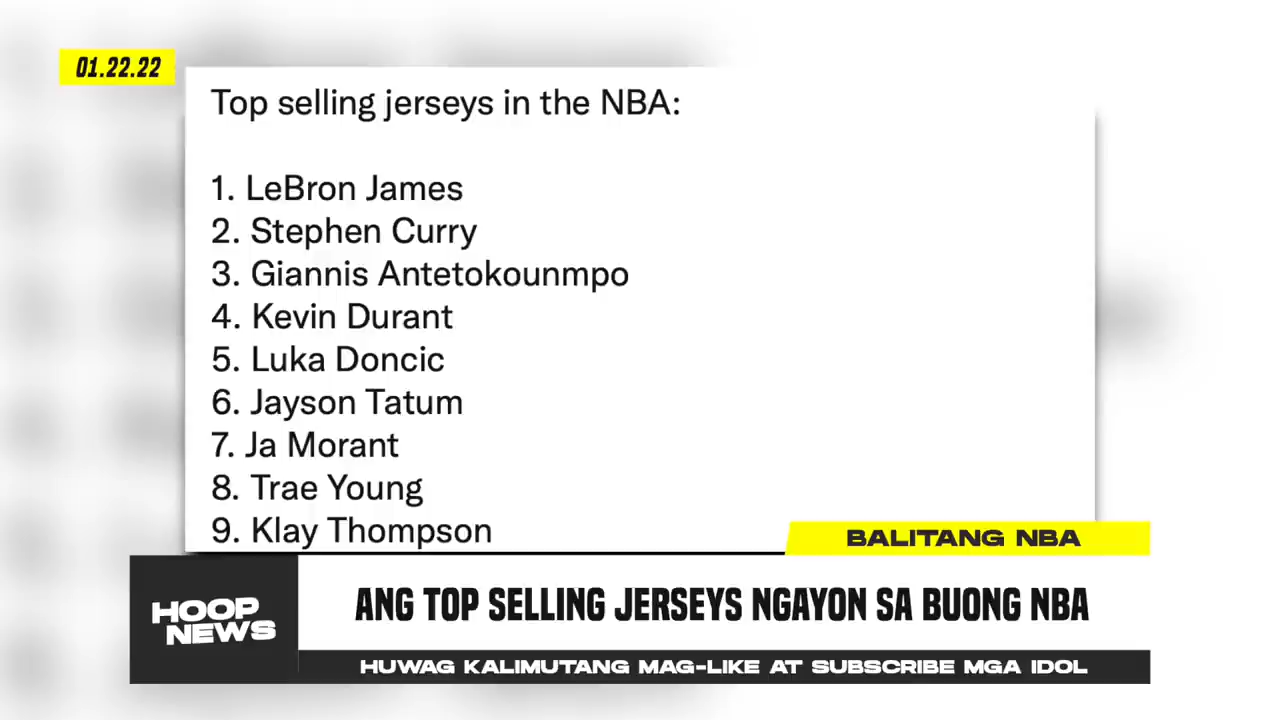 01.22.22
Top selling jerseys in the NBA:
1. LeBron James
2. Stephen Curry
3. Giannis Antetokounmpo
4. Kevin Durant
5. Luka Doncic
6. Jayson Tatum
7. Ja Morant
8. Trae Young
9. Klay Thompson
BALITANG NBA
HOOP
NEWS
ANG TOP SELLING JERSEYS NGAYON SA BUONG NBA
HUWAG KALIMUTANG MAG-LIKE AT SUBSCRIBE MGA IDOL